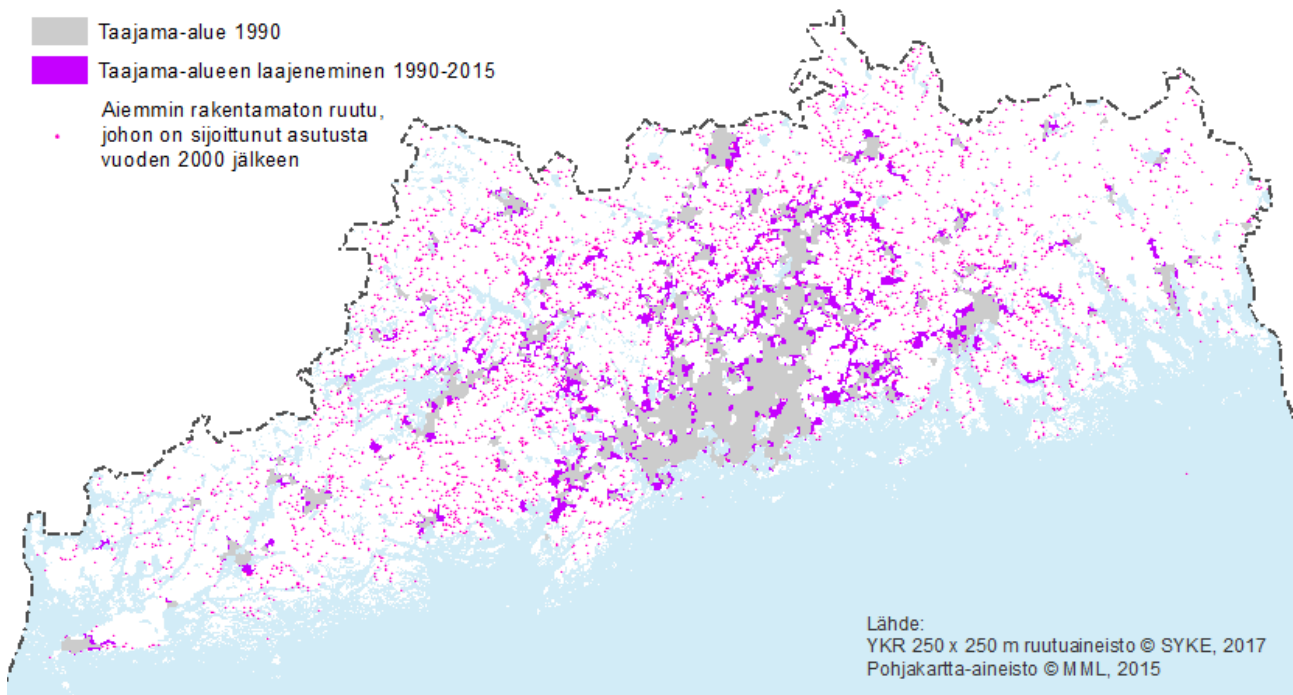 Taajama-alue 1990
Taajama-alueen laajeneminen 1990-2015
Aiemmin rakentamaton ruutu,
johon on sijoittunut asutusta
vuoden 2000 jälkeen
Lähde:
YKR 250 x 250 m ruutuaineisto © SYKE, 2017
Pohjakartta-aineisto © MML, 2015